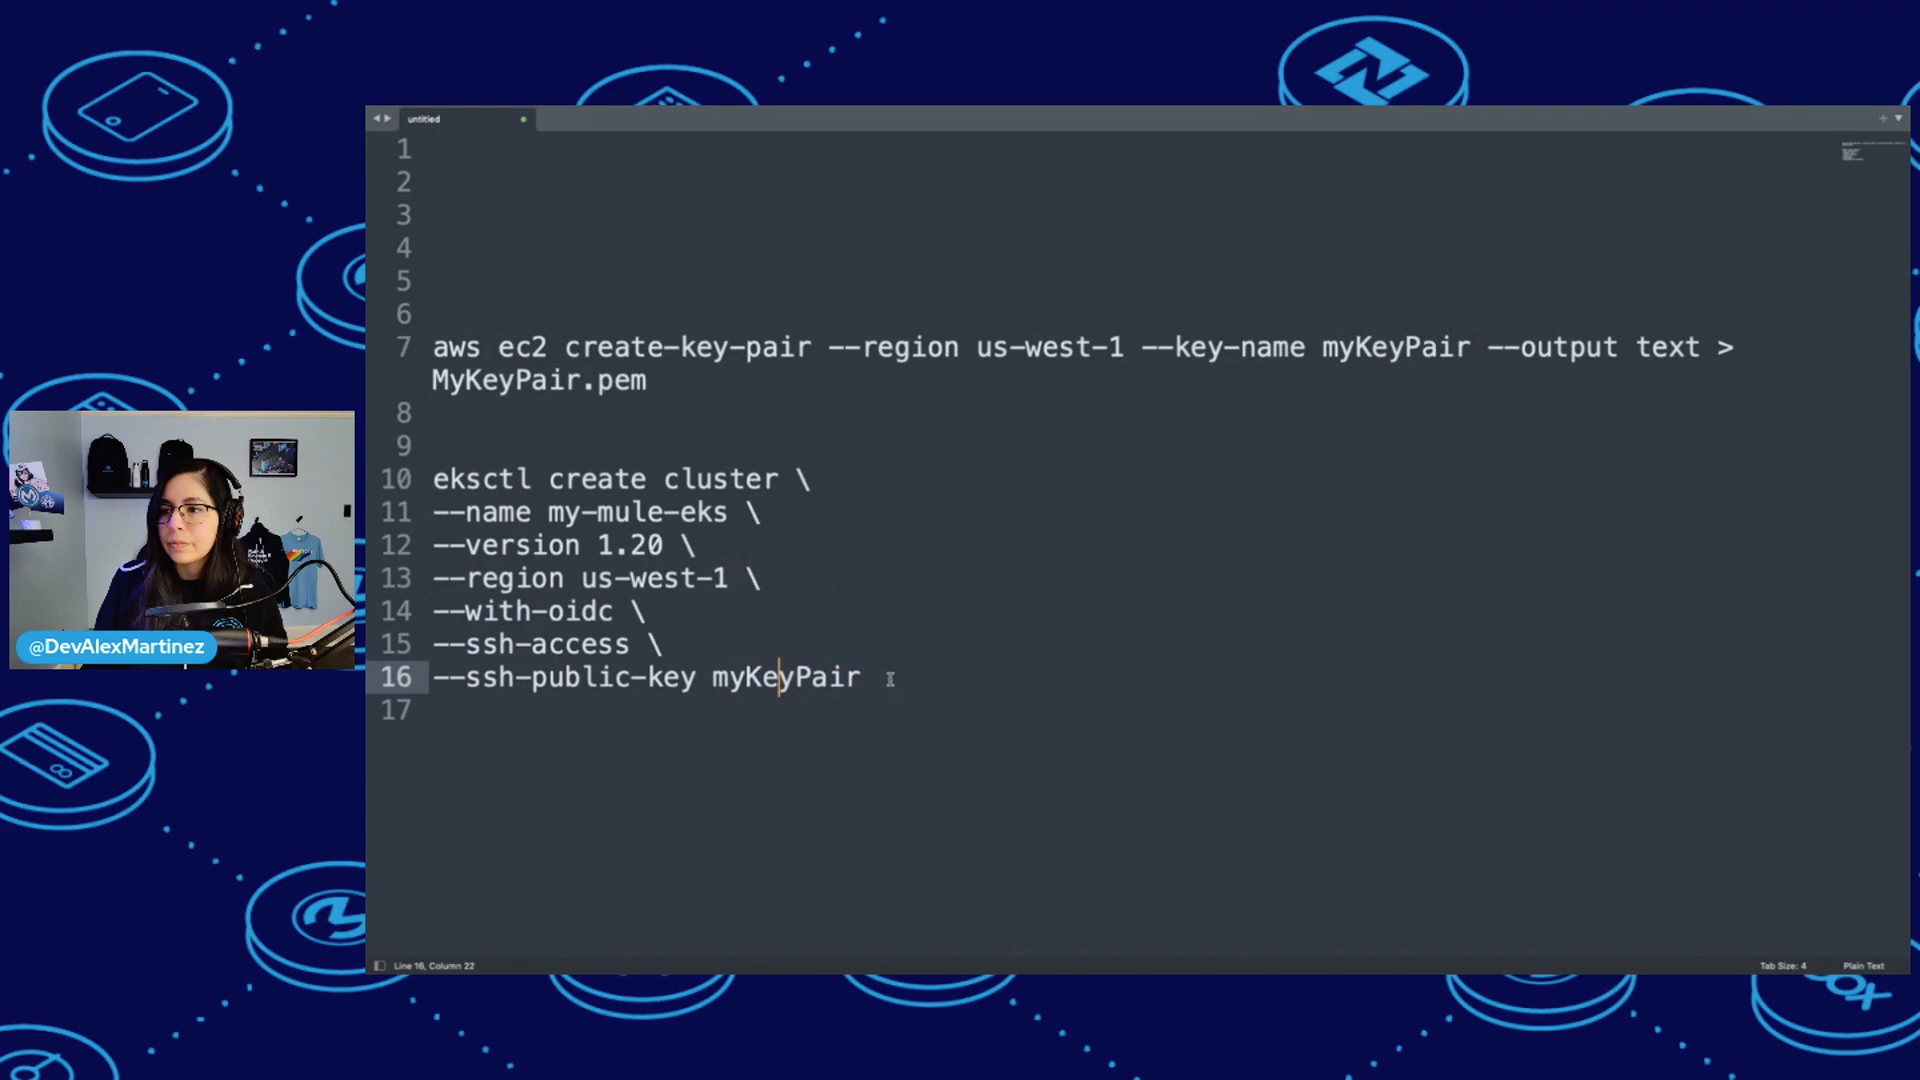 untitled
1
2
3
4
5
6
7 aws ec2 create-key-pair --region us-west-1 --key-name myKeyPair --output text >
MyKeyPair.pem
8
9
10 eksctl create cluster \
11 --name my-mule-eks \
12 --version 1.20 \
13 --region us-west-1 \
14 --with-oidc \
15 --ssh-access \
16 --ssh-public-key myKeyPair
17
@DevAlexMartinez
Line 16, Column 22
Tab Size: 4
Plain Text